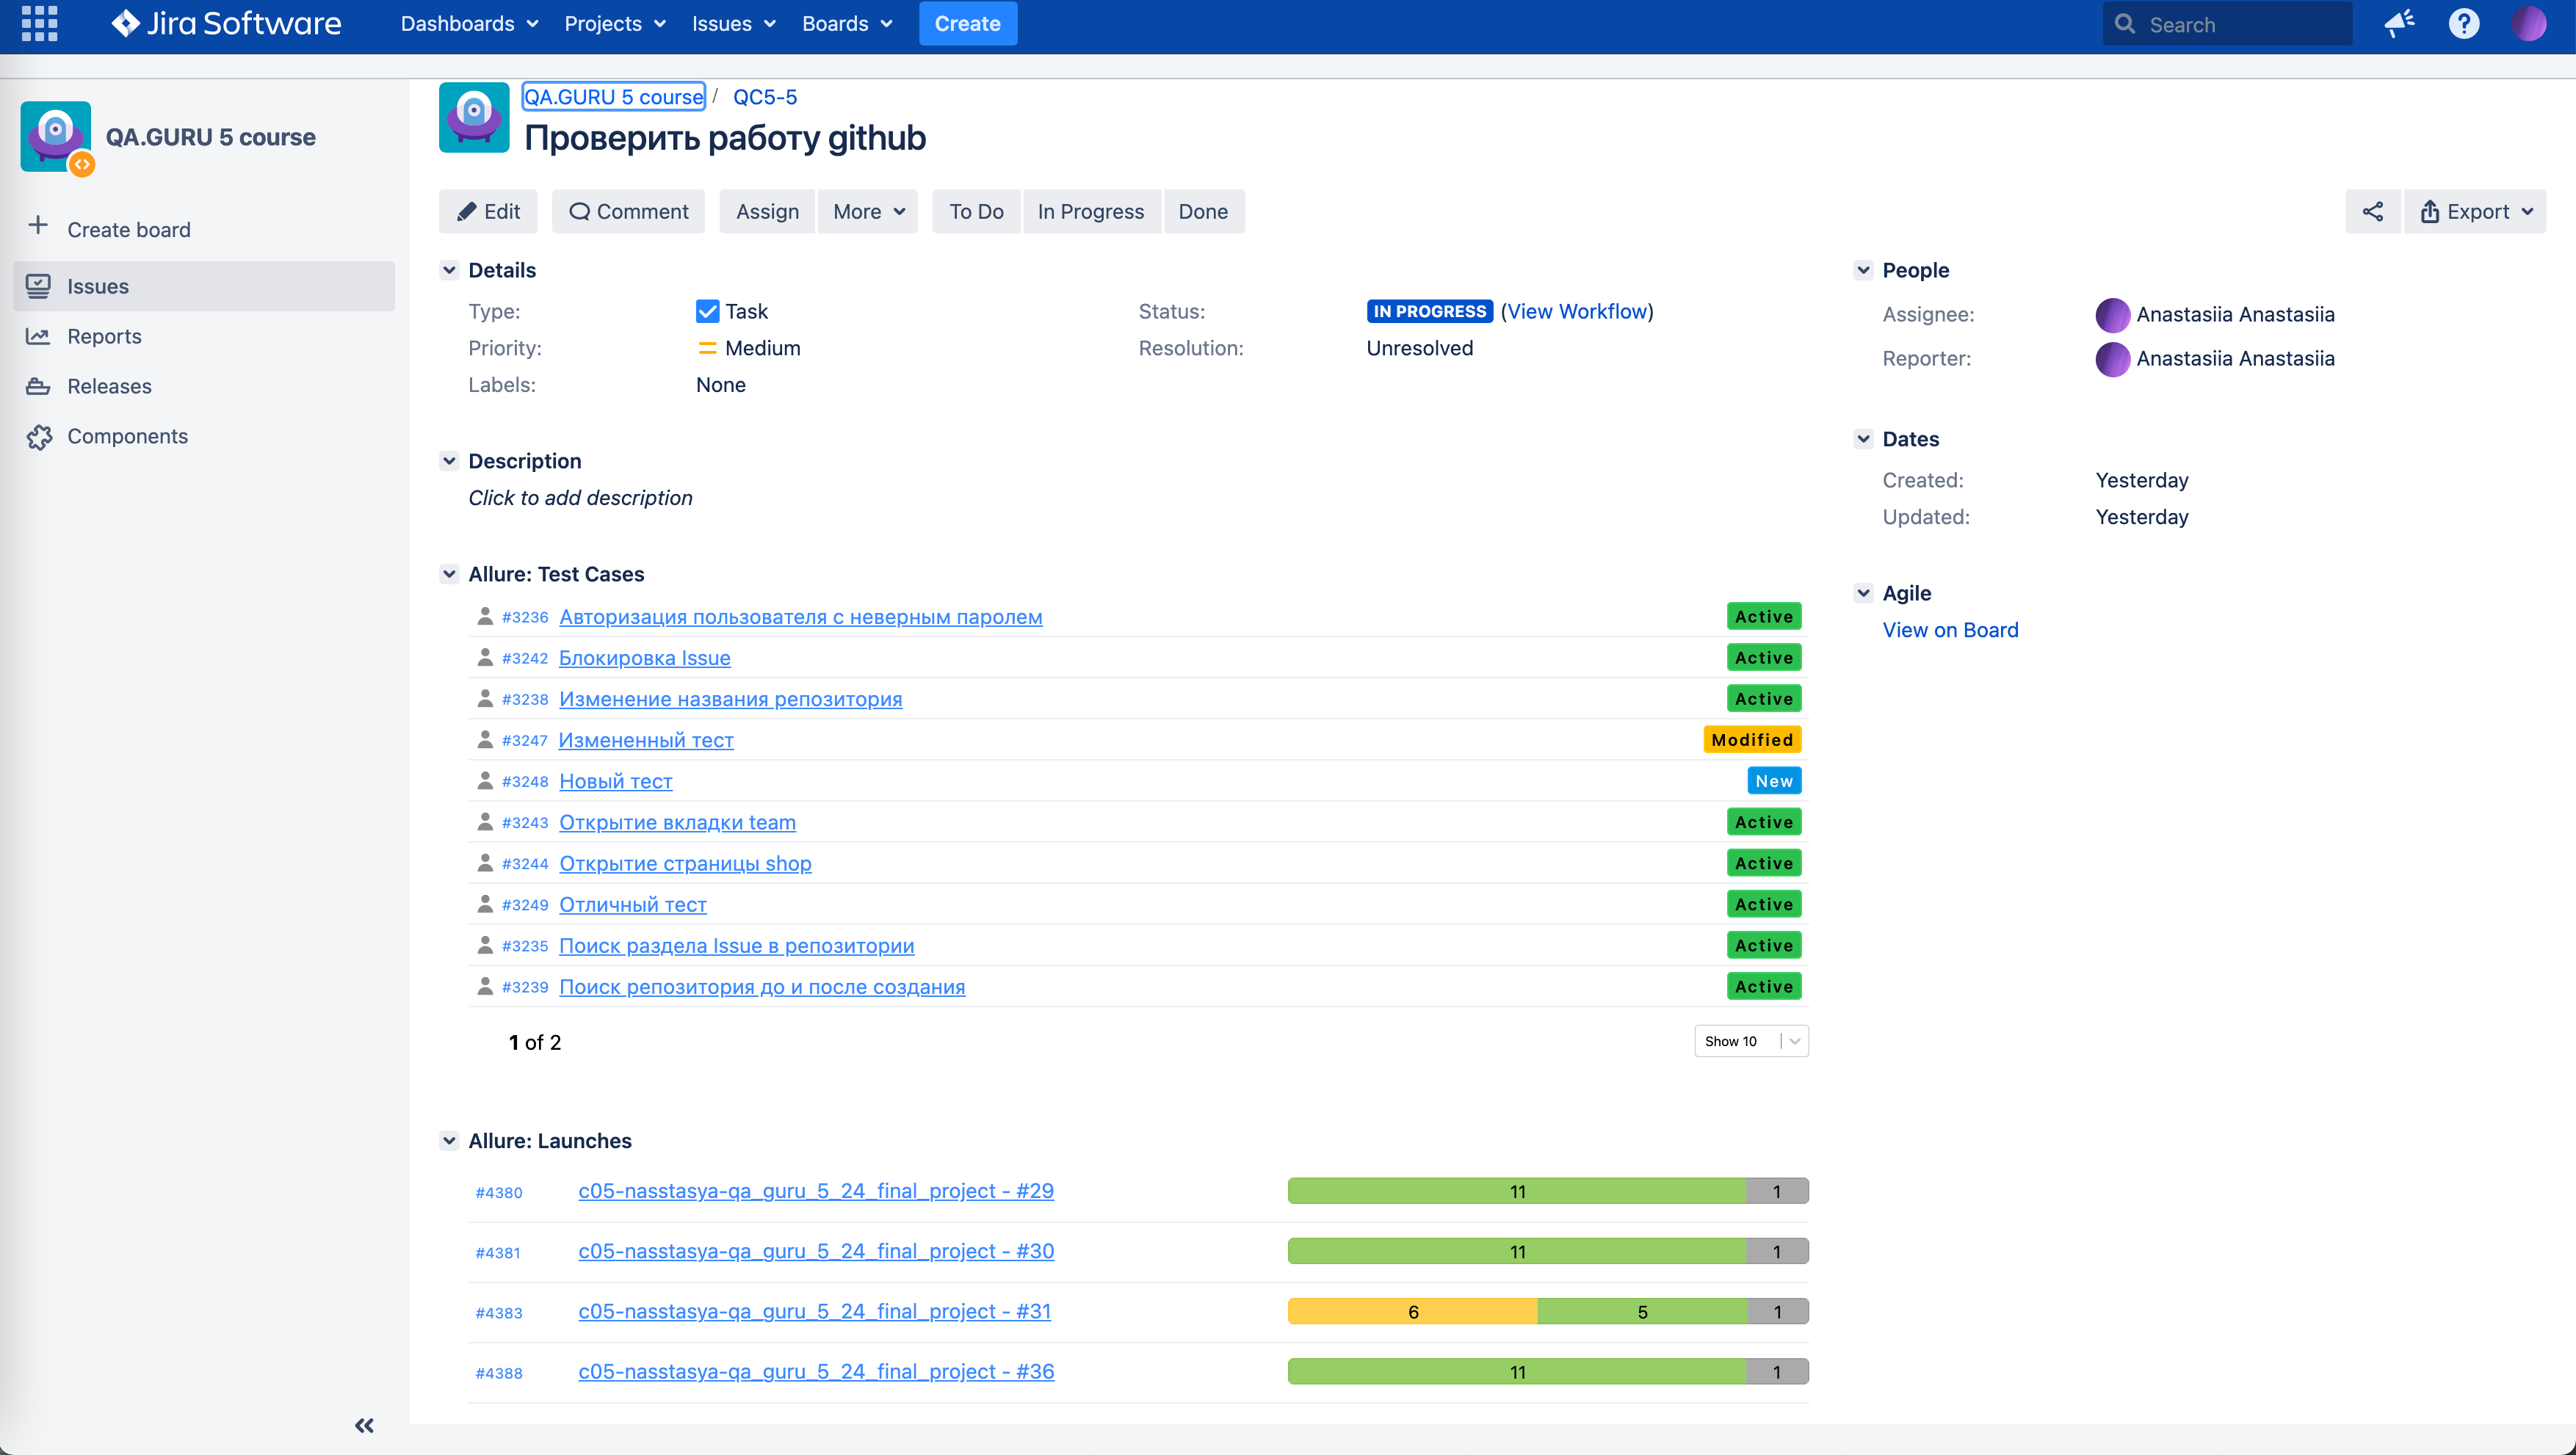 Jira Software Dashboards Projects Issues Boards Create Search
QA.GURU 5 course
Create board
Issues
Reports
Releases
Components
QA.GURU 5 course / QC5-5
Проверить работу github
Edit Comment Assign More To Do In Progress Done Export
Details
Type: Task Status: IN PROGRESS (View Workflow)
Priority: Medium Resolution: Unresolved
Labels: None
Description
Click to add description
Allure: Test Cases
#3236 Авторизация пользователя с неверным паролем Active
#3242 Блокировка Issue Active
#3238 Изменение названия репозитория Active
#3247 Измененный тест Modified
#3248 Новый тест New
#3243 Открытие вкладки team Active
#3244 Открытие страницы shop Active
#3249 Отличный тест Active
#3235 Поиск раздела Issue в репозитории Active
#3239 Поиск репозитория до и после создания Active
1 of 2 Show 10
Allure: Launches
#4380 c05-nasstasya-qa_guru_5_24_final_project - #29 11 1
#4381 c05-nasstasya-qa_guru_5_24_final_project - #30 11 1
#4383 c05-nasstasya-qa_guru_5_24_final_project - #31 6 5 1
#4388 c05-nasstasya-qa_guru_5_24_final_project - #36 11 1
People
Assignee: Anastasiia Anastasiia
Reporter: Anastasiia Anastasiia
Dates
Created: Yesterday
Updated: Yesterday
Agile
View on Board